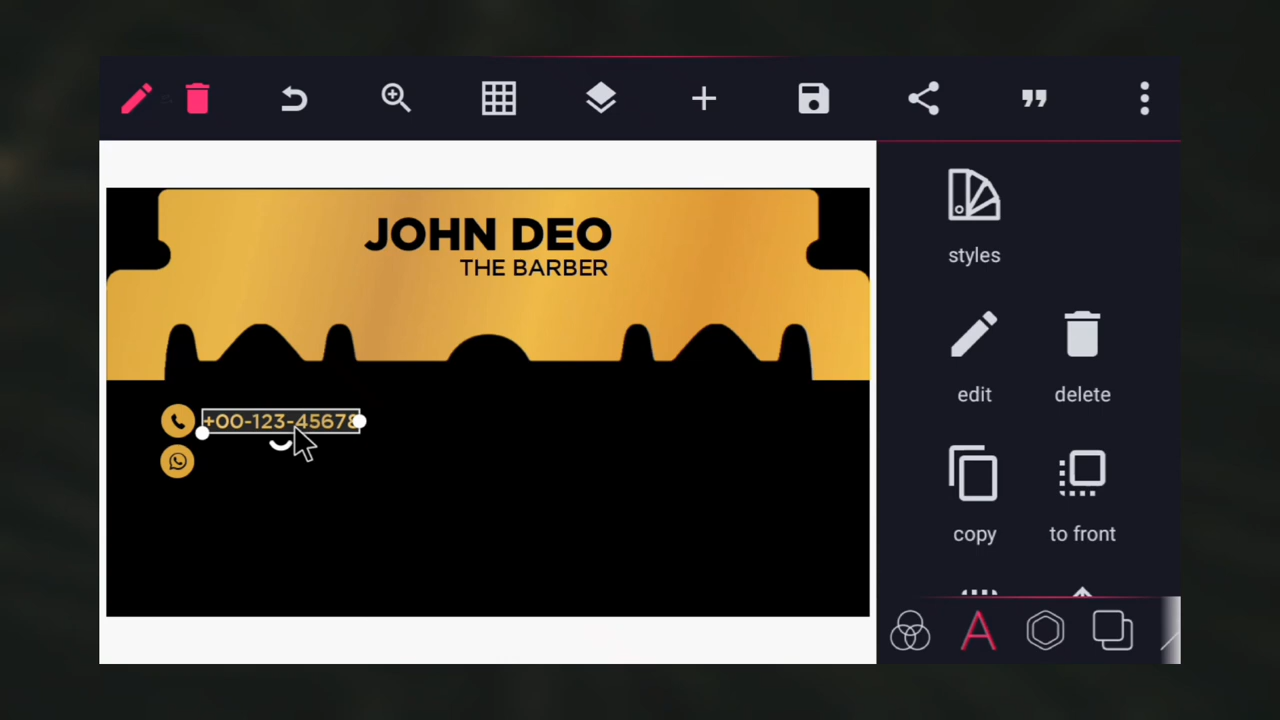 JOHN DEO
THE BARBER
styles
+00-123-45678
edit
delete
copy
to front